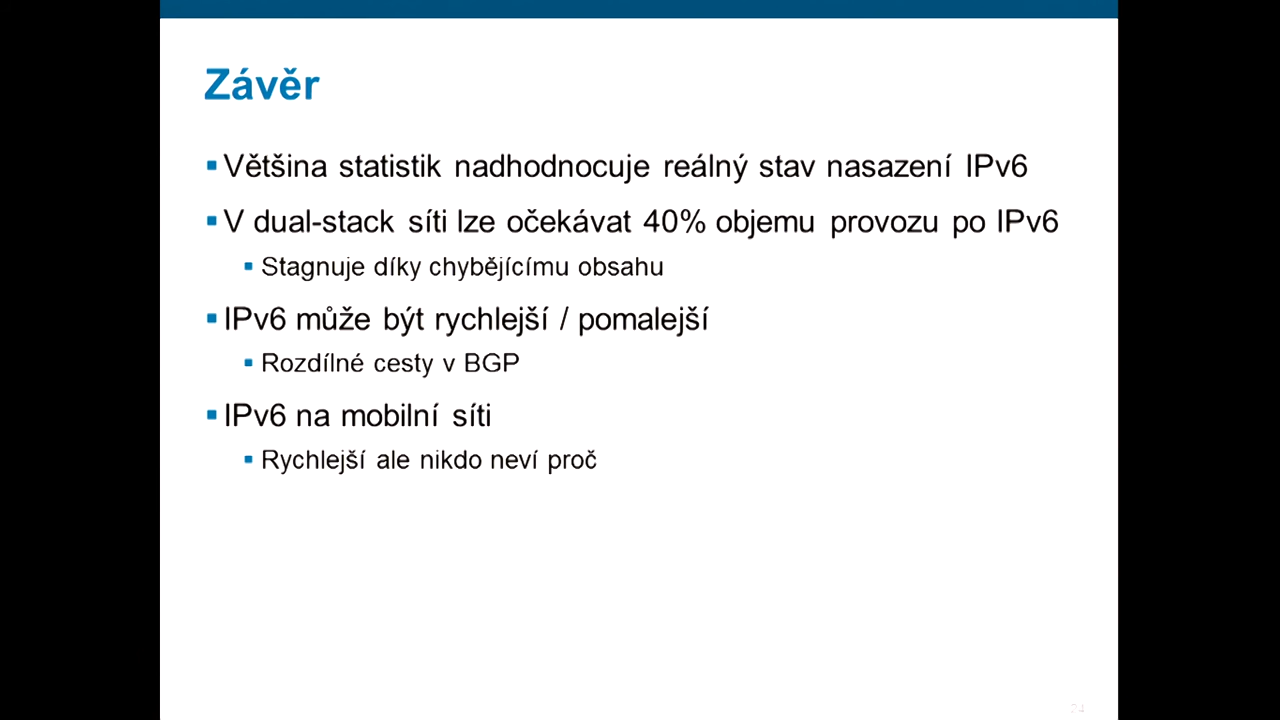 Závěr
Většina statistik nadhodnocuje reálný stav nasazení IPv6
V dual-stack síti lze očekávat 40% objemu provozu po IPv6
Stagnuje díky chybějícímu obsahu
IPv6 může být rychlejší / pomalejší
Rozdílné cesty v BGP
IPv6 na mobilní síti
Rychlejší ale nikdo neví proč
24